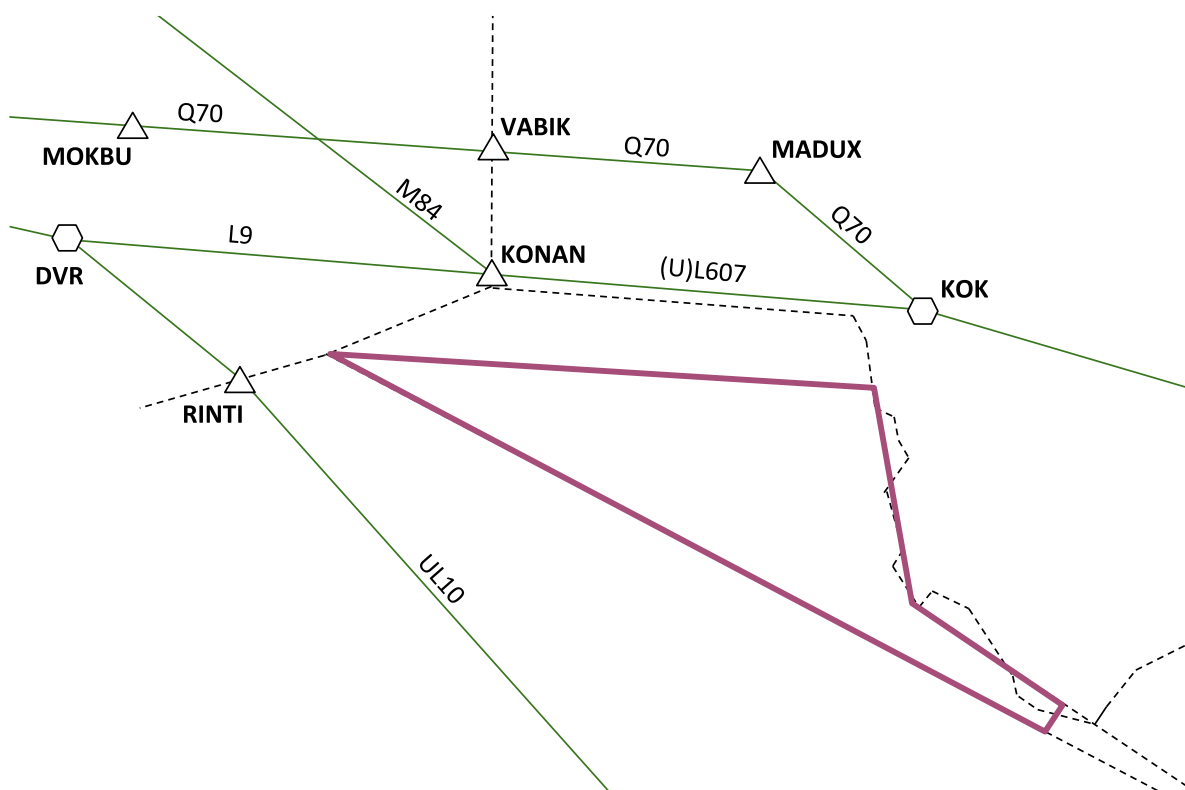 Q70
MOKBU
VABIK
Q70
MADUX
M84
Q70
L9
DVR
KONAN
(U)L607
KOK
RINTI
UL10